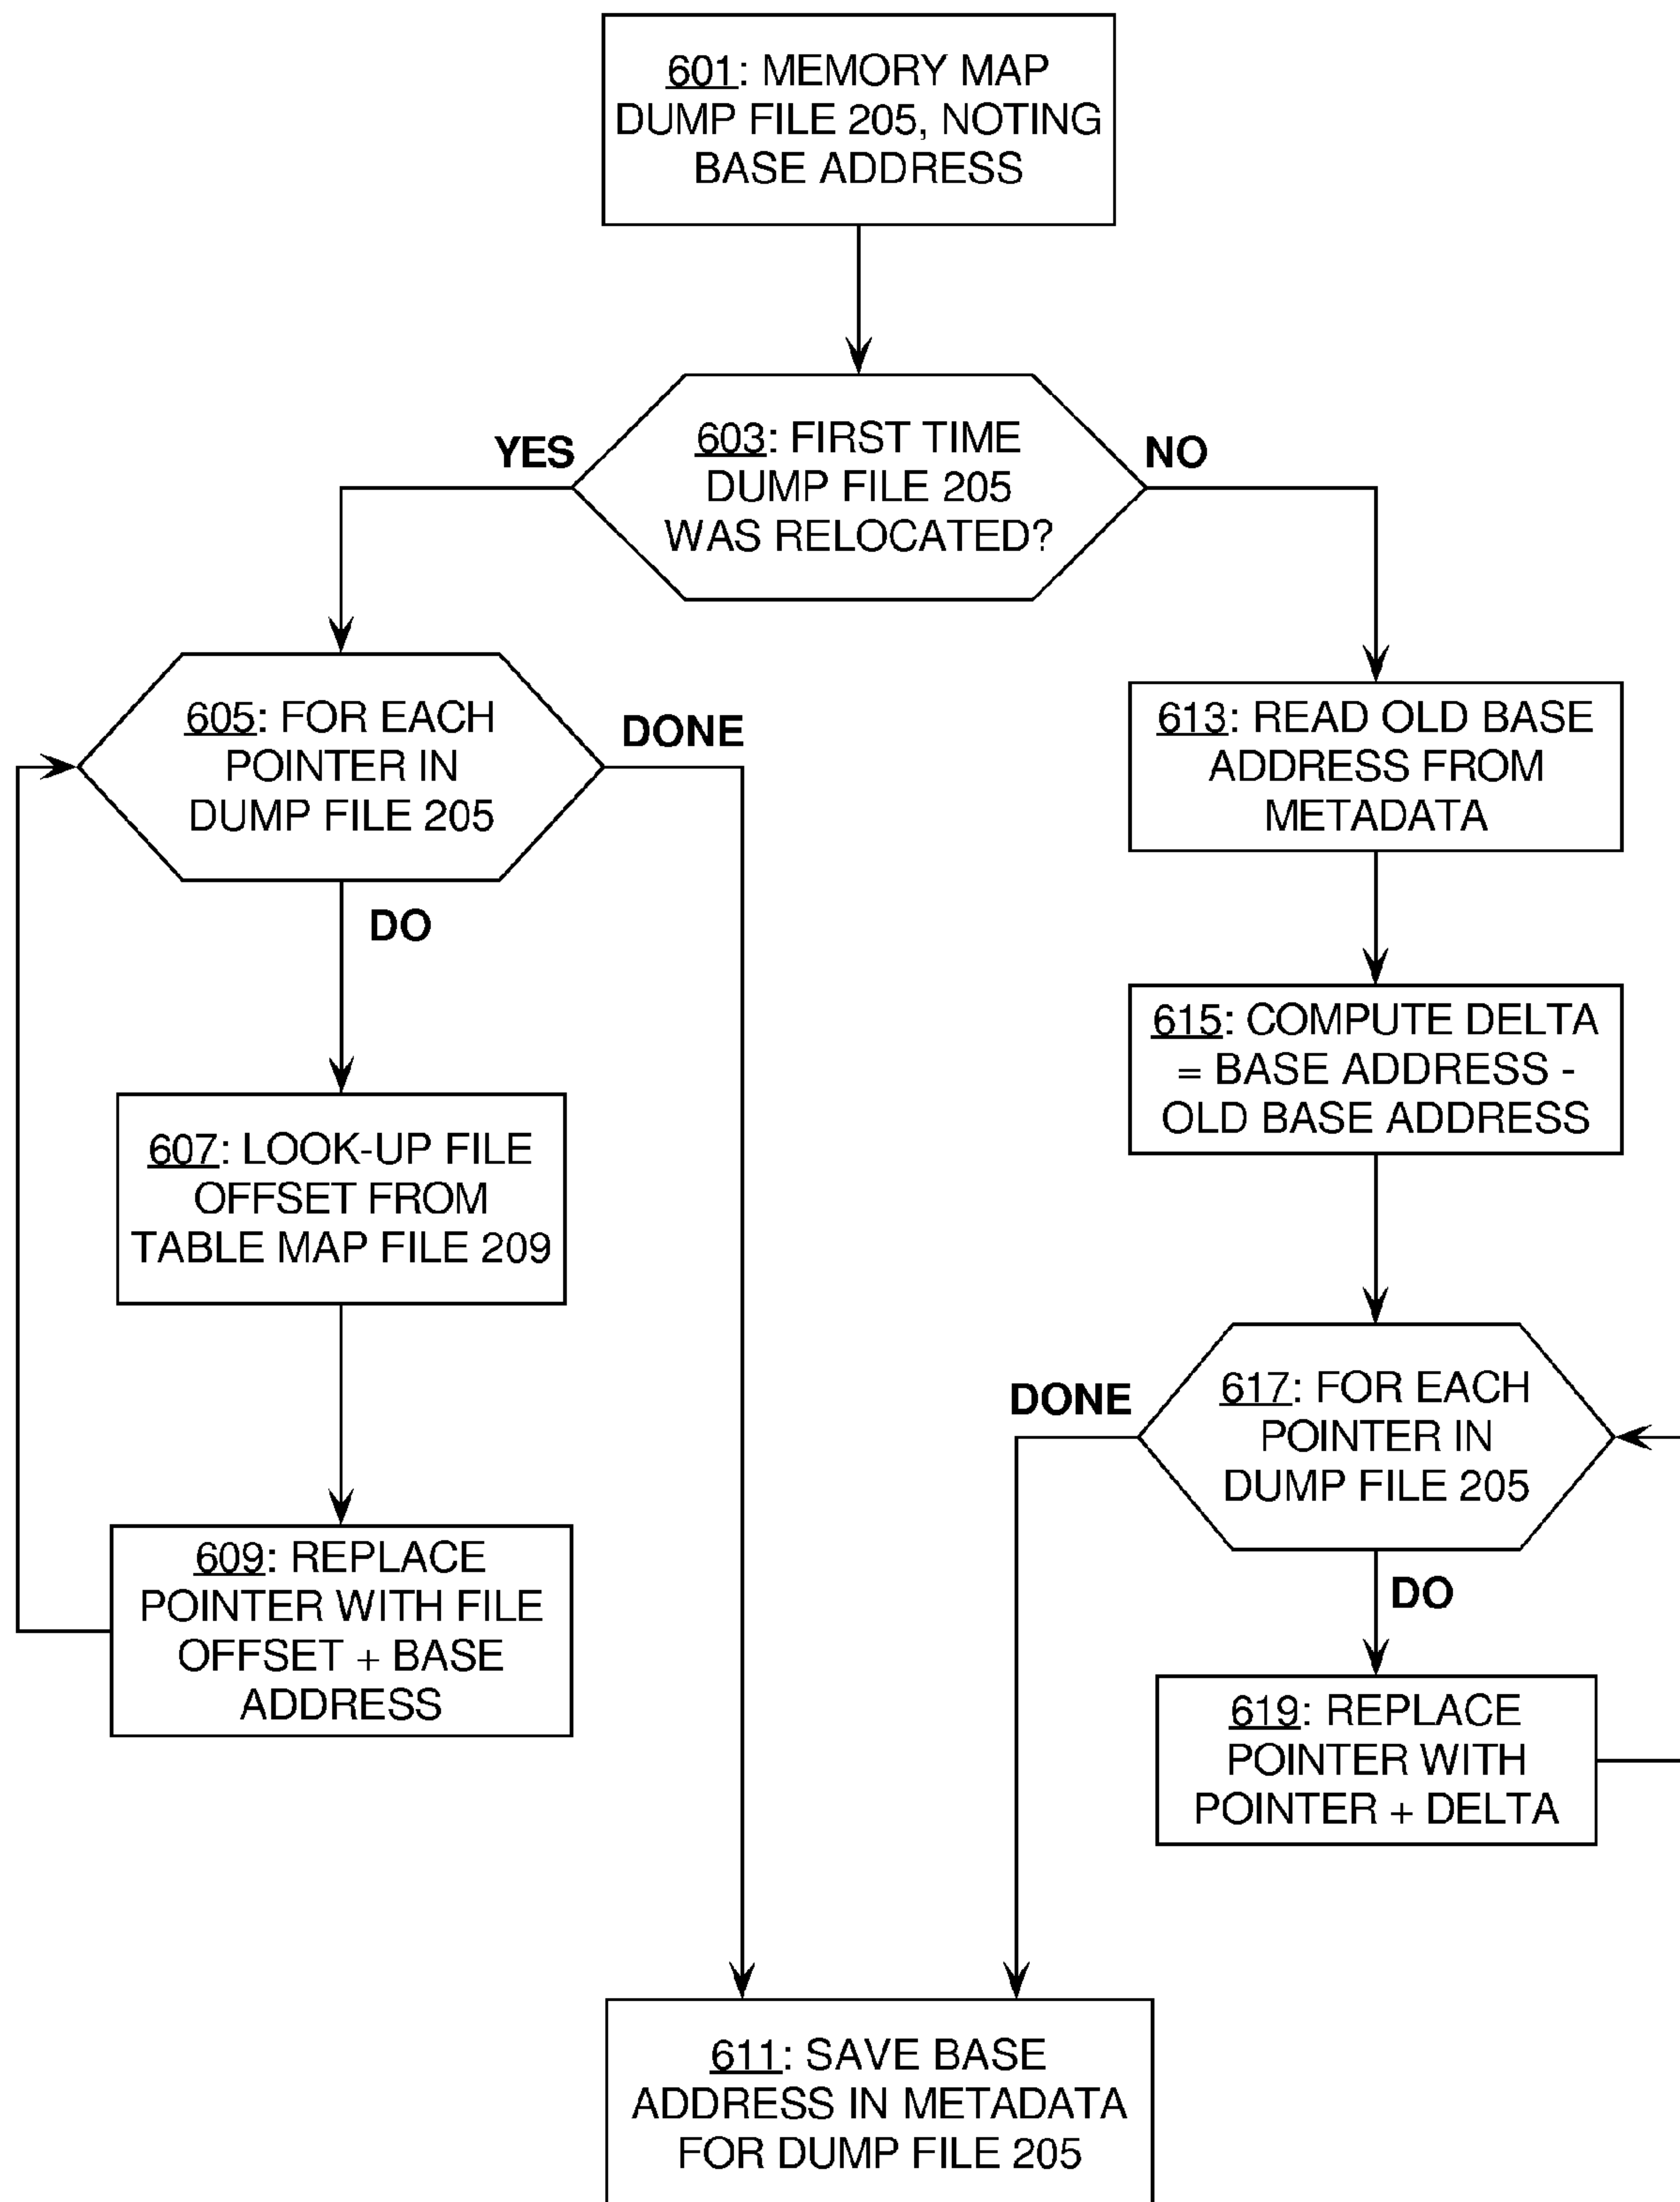 601: MEMORY MAP
DUMP FILE 205, NOTING
BASE ADDRESS
603: FIRST TIME
DUMP FILE 205
WAS RELOCATED?
YES
NO
605: FOR EACH
POINTER IN
DUMP FILE 205
DONE
DO
607: LOOK-UP FILE
OFFSET FROM
TABLE MAP FILE 209
609: REPLACE
POINTER WITH FILE
OFFSET + BASE
ADDRESS
613: READ OLD BASE
ADDRESS FROM
METADATA
615: COMPUTE DELTA
= BASE ADDRESS -
OLD BASE ADDRESS
617: FOR EACH
POINTER IN
DUMP FILE 205
DONE
DO
619: REPLACE
POINTER WITH
POINTER + DELTA
611: SAVE BASE
ADDRESS IN METADATA
FOR DUMP FILE 205